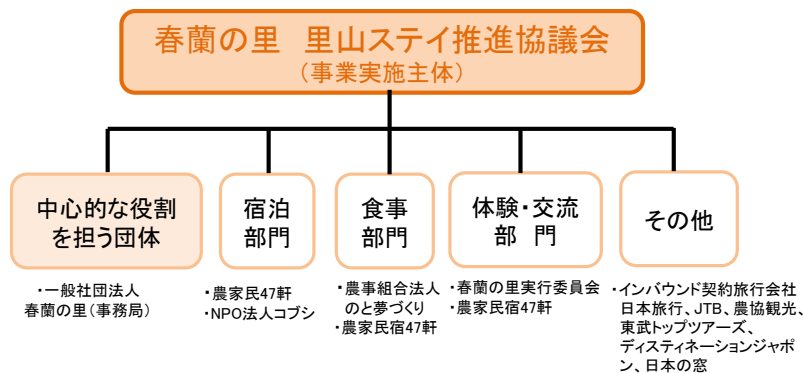 春蘭の里　里山ステイ推進協議会
（事業実施主体）
中心的な役割
を担う団体
宿泊
部門
食事
部門
体験・交流
部　門
その他
・一般社団法人
春蘭の里（事務局）
・農家民47軒
・NPO法人コブシ
・農事組合法人
のと夢づくり
・農家民宿47軒
・春蘭の里実行委員会
・農家民宿47軒
・インバウンド契約旅行会社
日本旅行、JTB、農協観光、
東武トップツアーズ、
ディスティネーションジャポ
ン、日本の窓